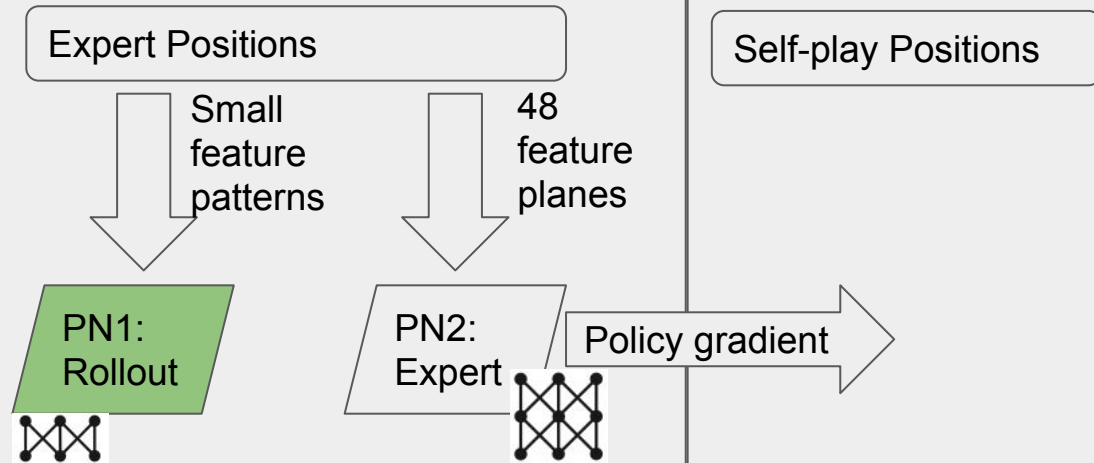 Expert Positions
Self-play Positions
Small
feature
patterns
48
feature
planes
PN1:
Rollout
PN2:
Expert
Policy gradient